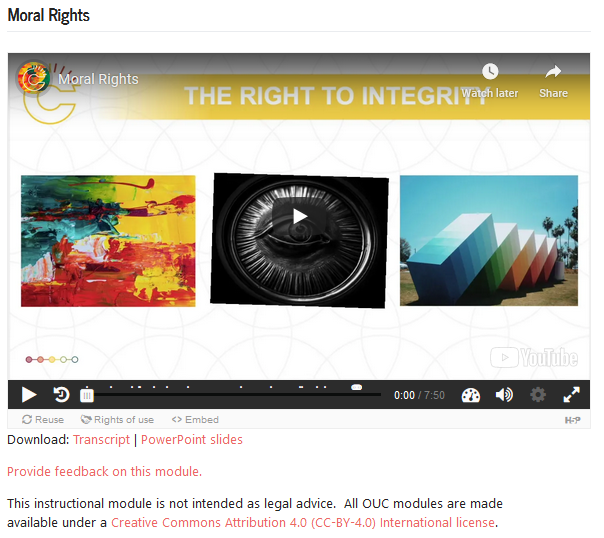 Moral Rights
Moral Rights
Watch later
Share
THE RIGHT TO INTEGRITY
YouTube
0:00 / 7:50
Reuse
Rights of use
<> Embed
H5P
Download: Transcript | PowerPoint slides
Provide feedback on this module.
This instructional module is not intended as legal advice.  All OUC modules are made
available under a Creative Commons Attribution 4.0 (CC-BY-4.0) International license.